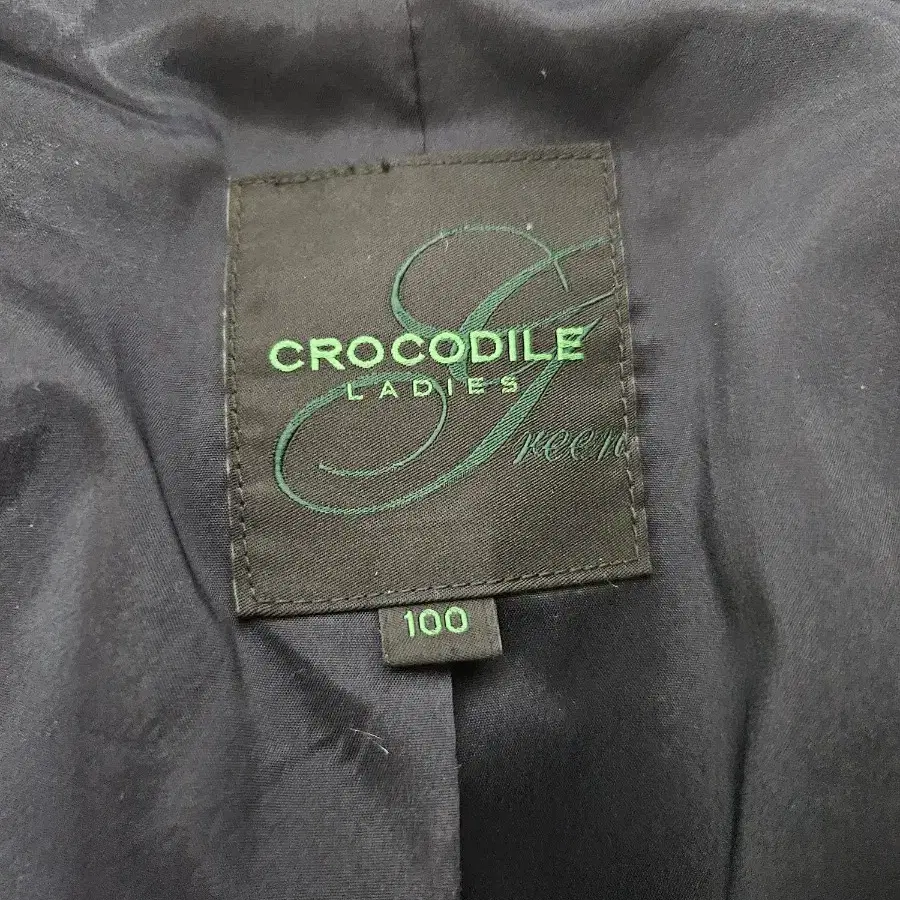 CROCODILE
LADIES
Green
100